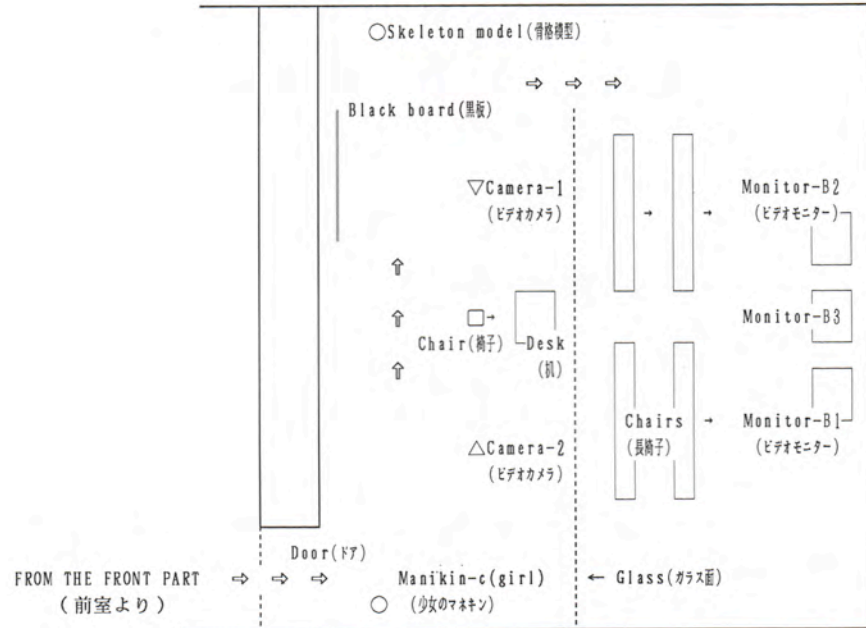 ○Skeleton model(骨格模型)
⇨ ⇨ ⇨
Black board(黒板)
▽Camera-1
(ビデオカメラ)
Monitor-B2
(ビデオモニター)
Chair(椅子)
Desk
(机)
Monitor-B3
Chairs
(長椅子)
Monitor-B1
(ビデオモニター)
△Camera-2
(ビデオカメラ)
Door(ドア)
FROM THE FRONT PART ⇨ ⇨ ⇨
(前室より)
Manikin-c(girl)
○ (少女のマネキン)
← Glass(ガラス面)